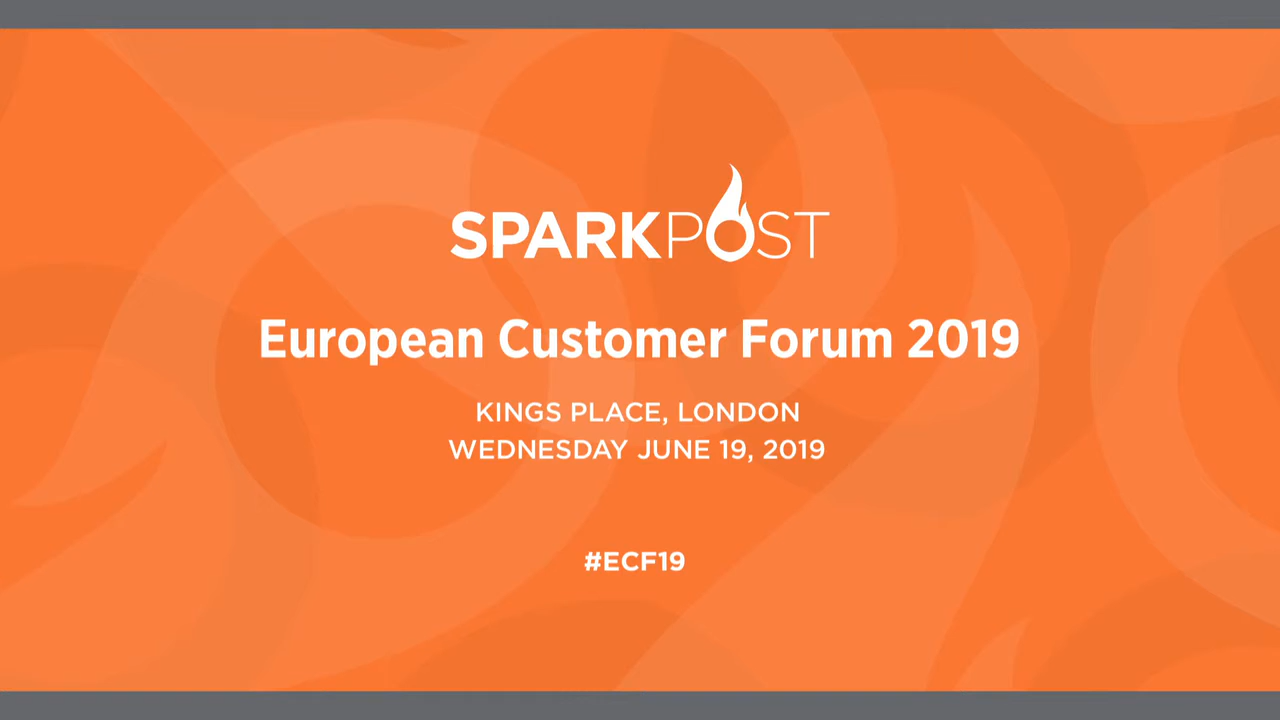 SPARKPOST
European Customer Forum 2019
KINGS PLACE, LONDON
WEDNESDAY JUNE 19, 2019
#ECF19